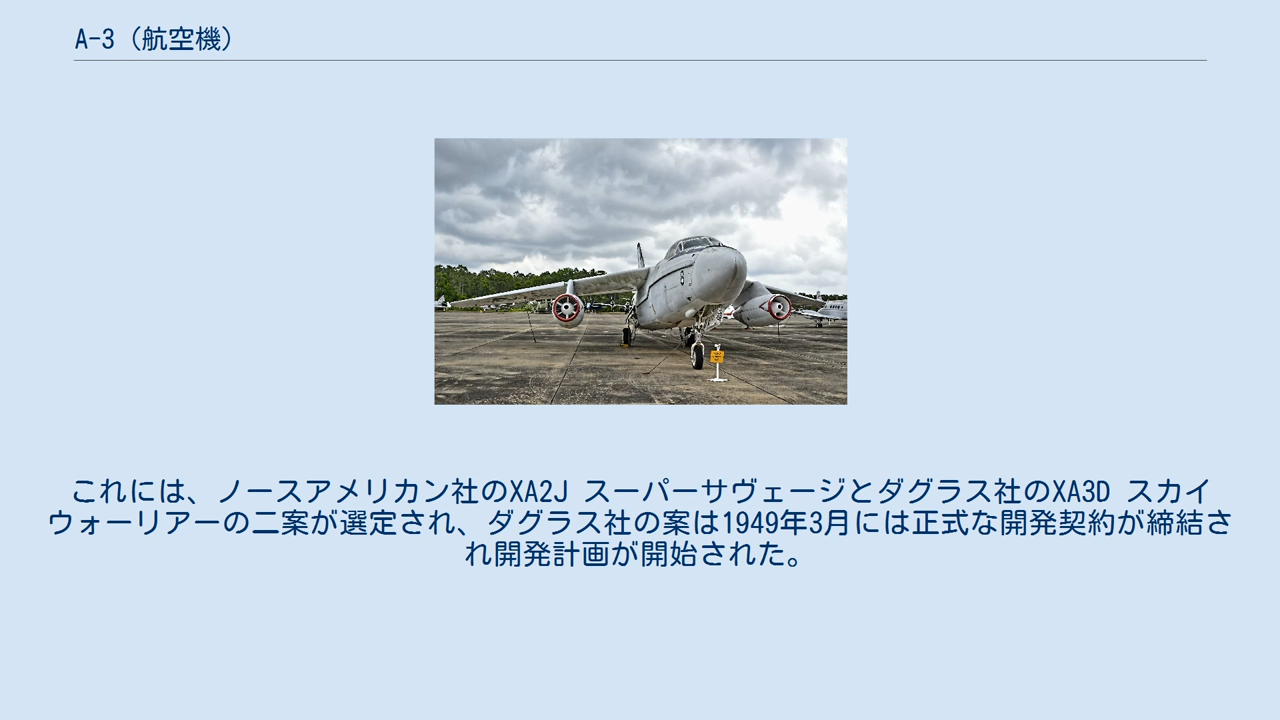 A-3（航空機）
これには、ノースアメリカン社のXA2J スーパーサヴェージとダグラス社のXA3D スカイ
ウォーリアーの二案が選定され、ダグラス社の案は1949年3月には正式な開発契約が締結さ
れ開発計画が開始された。